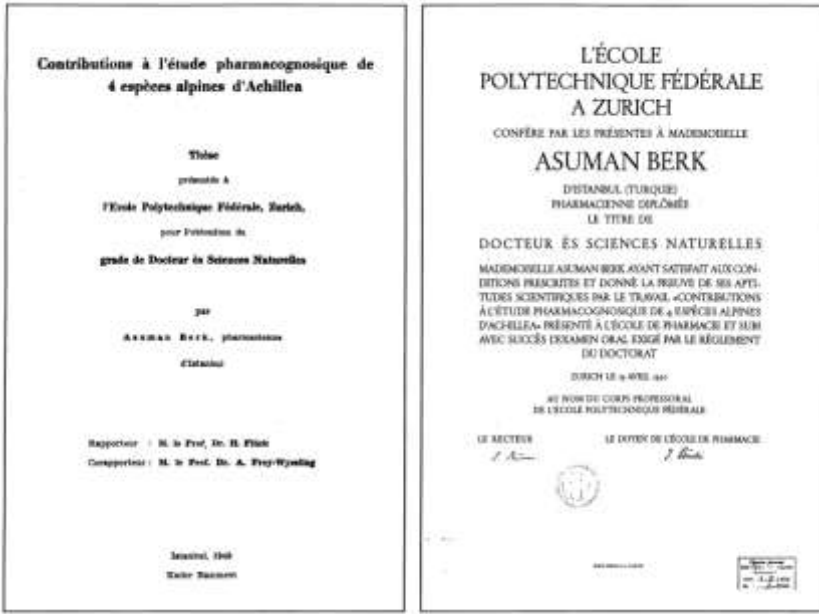 Contributions à l'étude pharmacognosique de
4 espèces alpines d'Achillea
Thèse
présentée à
l'Ecole Polytechnique Fédérale, Zurich,
pour l'obtention du
grade de Docteur ès Sciences Naturelles
par
Asuman Berk, pharmacienne
d'Istanbul
Rapporteur : M. le Prof. Dr. H. Flück
Corapporteur : M. le Prof. Dr. A. Frey-Wyssling
Istanbul, 1949
L'ÉCOLE
POLYTECHNIQUE FÉDÉRALE
A ZURICH
CONFÈRE PAR LES PRÉSENTES À MADEMOISELLE
ASUMAN BERK
D'ISTANBUL (TURQUIE)
PHARMACIENNE DIPLÔMÉE
LE TITRE DE
DOCTEUR ÈS SCIENCES NATURELLES
MADEMOISELLE ASUMAN BERK AYANT SATISFAIT AUX CON-
DITIONS PRESCRITES ET DONNÉ LA PREUVE DE SES APTI-
TUDES SCIENTIFIQUES PAR LE TRAVAIL «CONTRIBUTIONS
À L'ÉTUDE PHARMACOGNOSIQUE DE 4 ESPÈCES ALPINES
D'ACHILLEA» PRÉSENTÉ À L'ÉCOLE DE PHARMACIE ET SUBI
AVEC SUCCÈS L'EXAMEN ORAL EXIGÉ PAR LE RÈGLEMENT
DU DOCTORAT
ZURICH LE AVRIL
AU NOM DU CORPS PROFESSORAL
DE L'ÉCOLE POLYTECHNIQUE FÉDÉRALE
LE RECTEUR
LE DOYEN DE L'ÉCOLE DE PHARMACIE